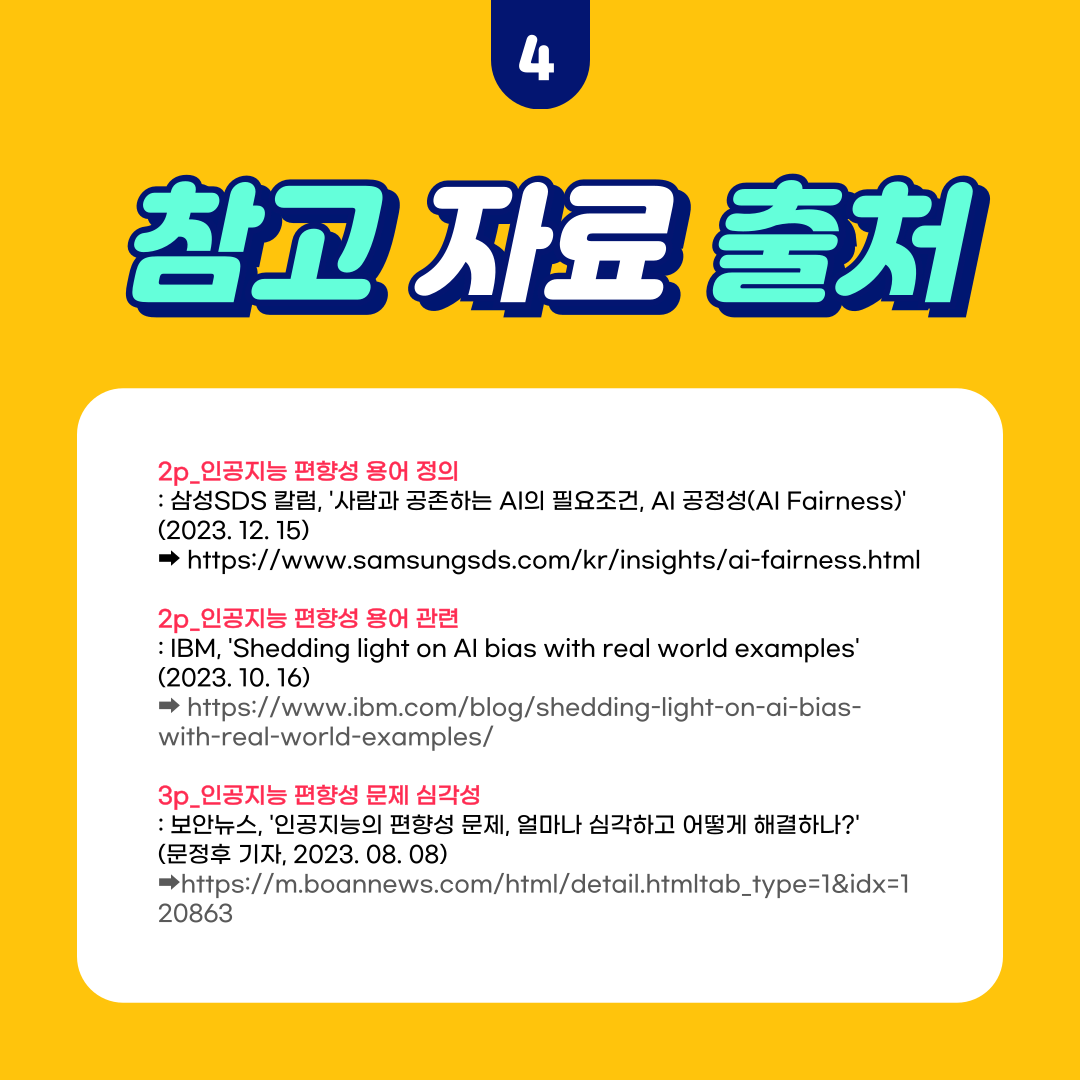 4
참고 자료 출처
2p_인공지능 편향성 용어 정의
: 삼성SDS 칼럼, '사람과 공존하는 AI의 필요조건, AI 공정성(AI Fairness)'
(2023. 12. 15)
➡ https://www.samsungsds.com/kr/insights/ai-fairness.html
2p_인공지능 편향성 용어 관련
: IBM, 'Shedding light on AI bias with real world examples'
(2023. 10. 16)
➡ https://www.ibm.com/blog/shedding-light-on-ai-bias-
with-real-world-examples/
3p_인공지능 편향성 문제 심각성
: 보안뉴스, '인공지능의 편향성 문제, 얼마나 심각하고 어떻게 해결하나?'
(문정후 기자, 2023. 08. 08)
➡https://m.boannews.com/html/detail.htmltab_type=1&idx=1
20863